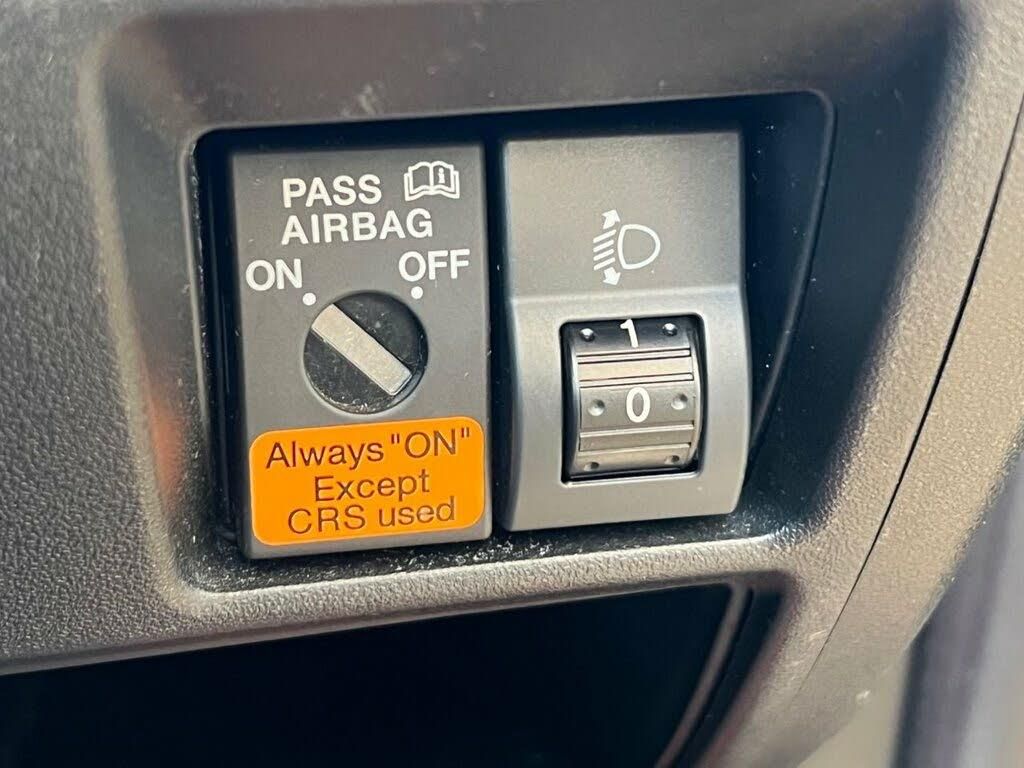 PASS
AIRBAG
ON OFF
Always "ON"
Except
CRS used
1
0